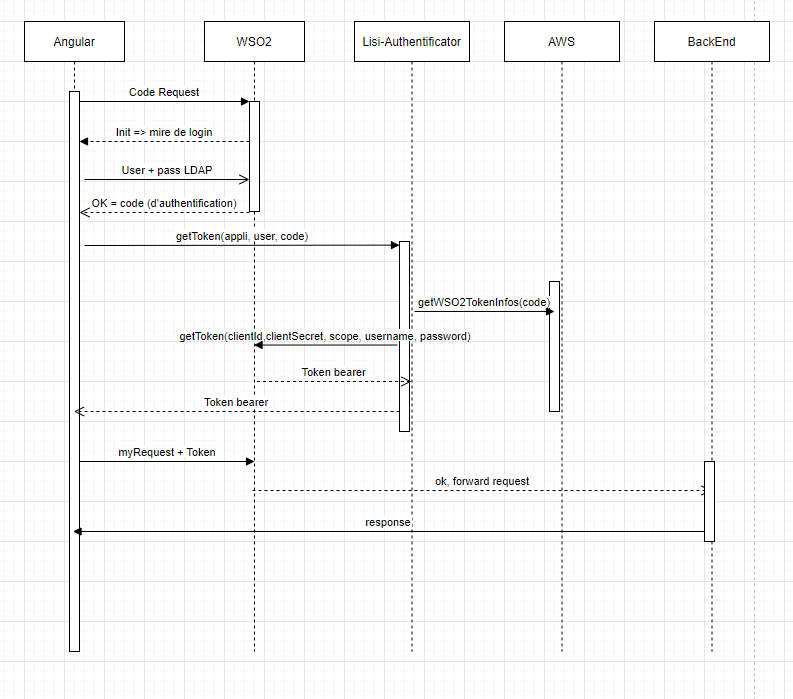 Angular
WSO2
Lisi-Authentificator
AWS
BackEnd
Code Request
Init => mire de login
User + pass LDAP
OK = code (d'authentification)
getToken(appli, user, code)
getWSO2TokenInfos(code)
getToken(clientId,clientSecret, scope, username, password)
Token bearer
Token bearer
myRequest + Token
ok, forward request
response